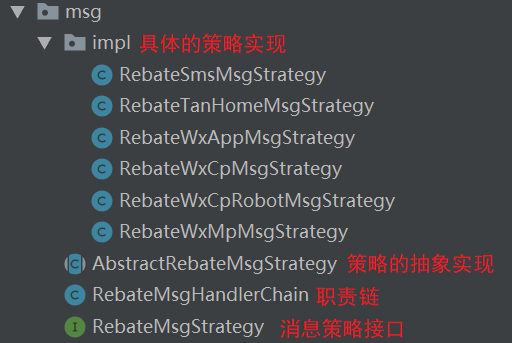 msg
impl 具体的策略实现
RebateSmsMsgStrategy
RebateTanHomeMsgStrategy
RebateWxAppMsgStrategy
RebateWxCpMsgStrategy
RebateWxCpRobotMsgStrategy
RebateWxMpMsgStrategy
AbstractRebateMsgStrategy 策略的抽象实现
RebateMsgHandlerChain 职责链
RebateMsgStrategy 消息策略接口